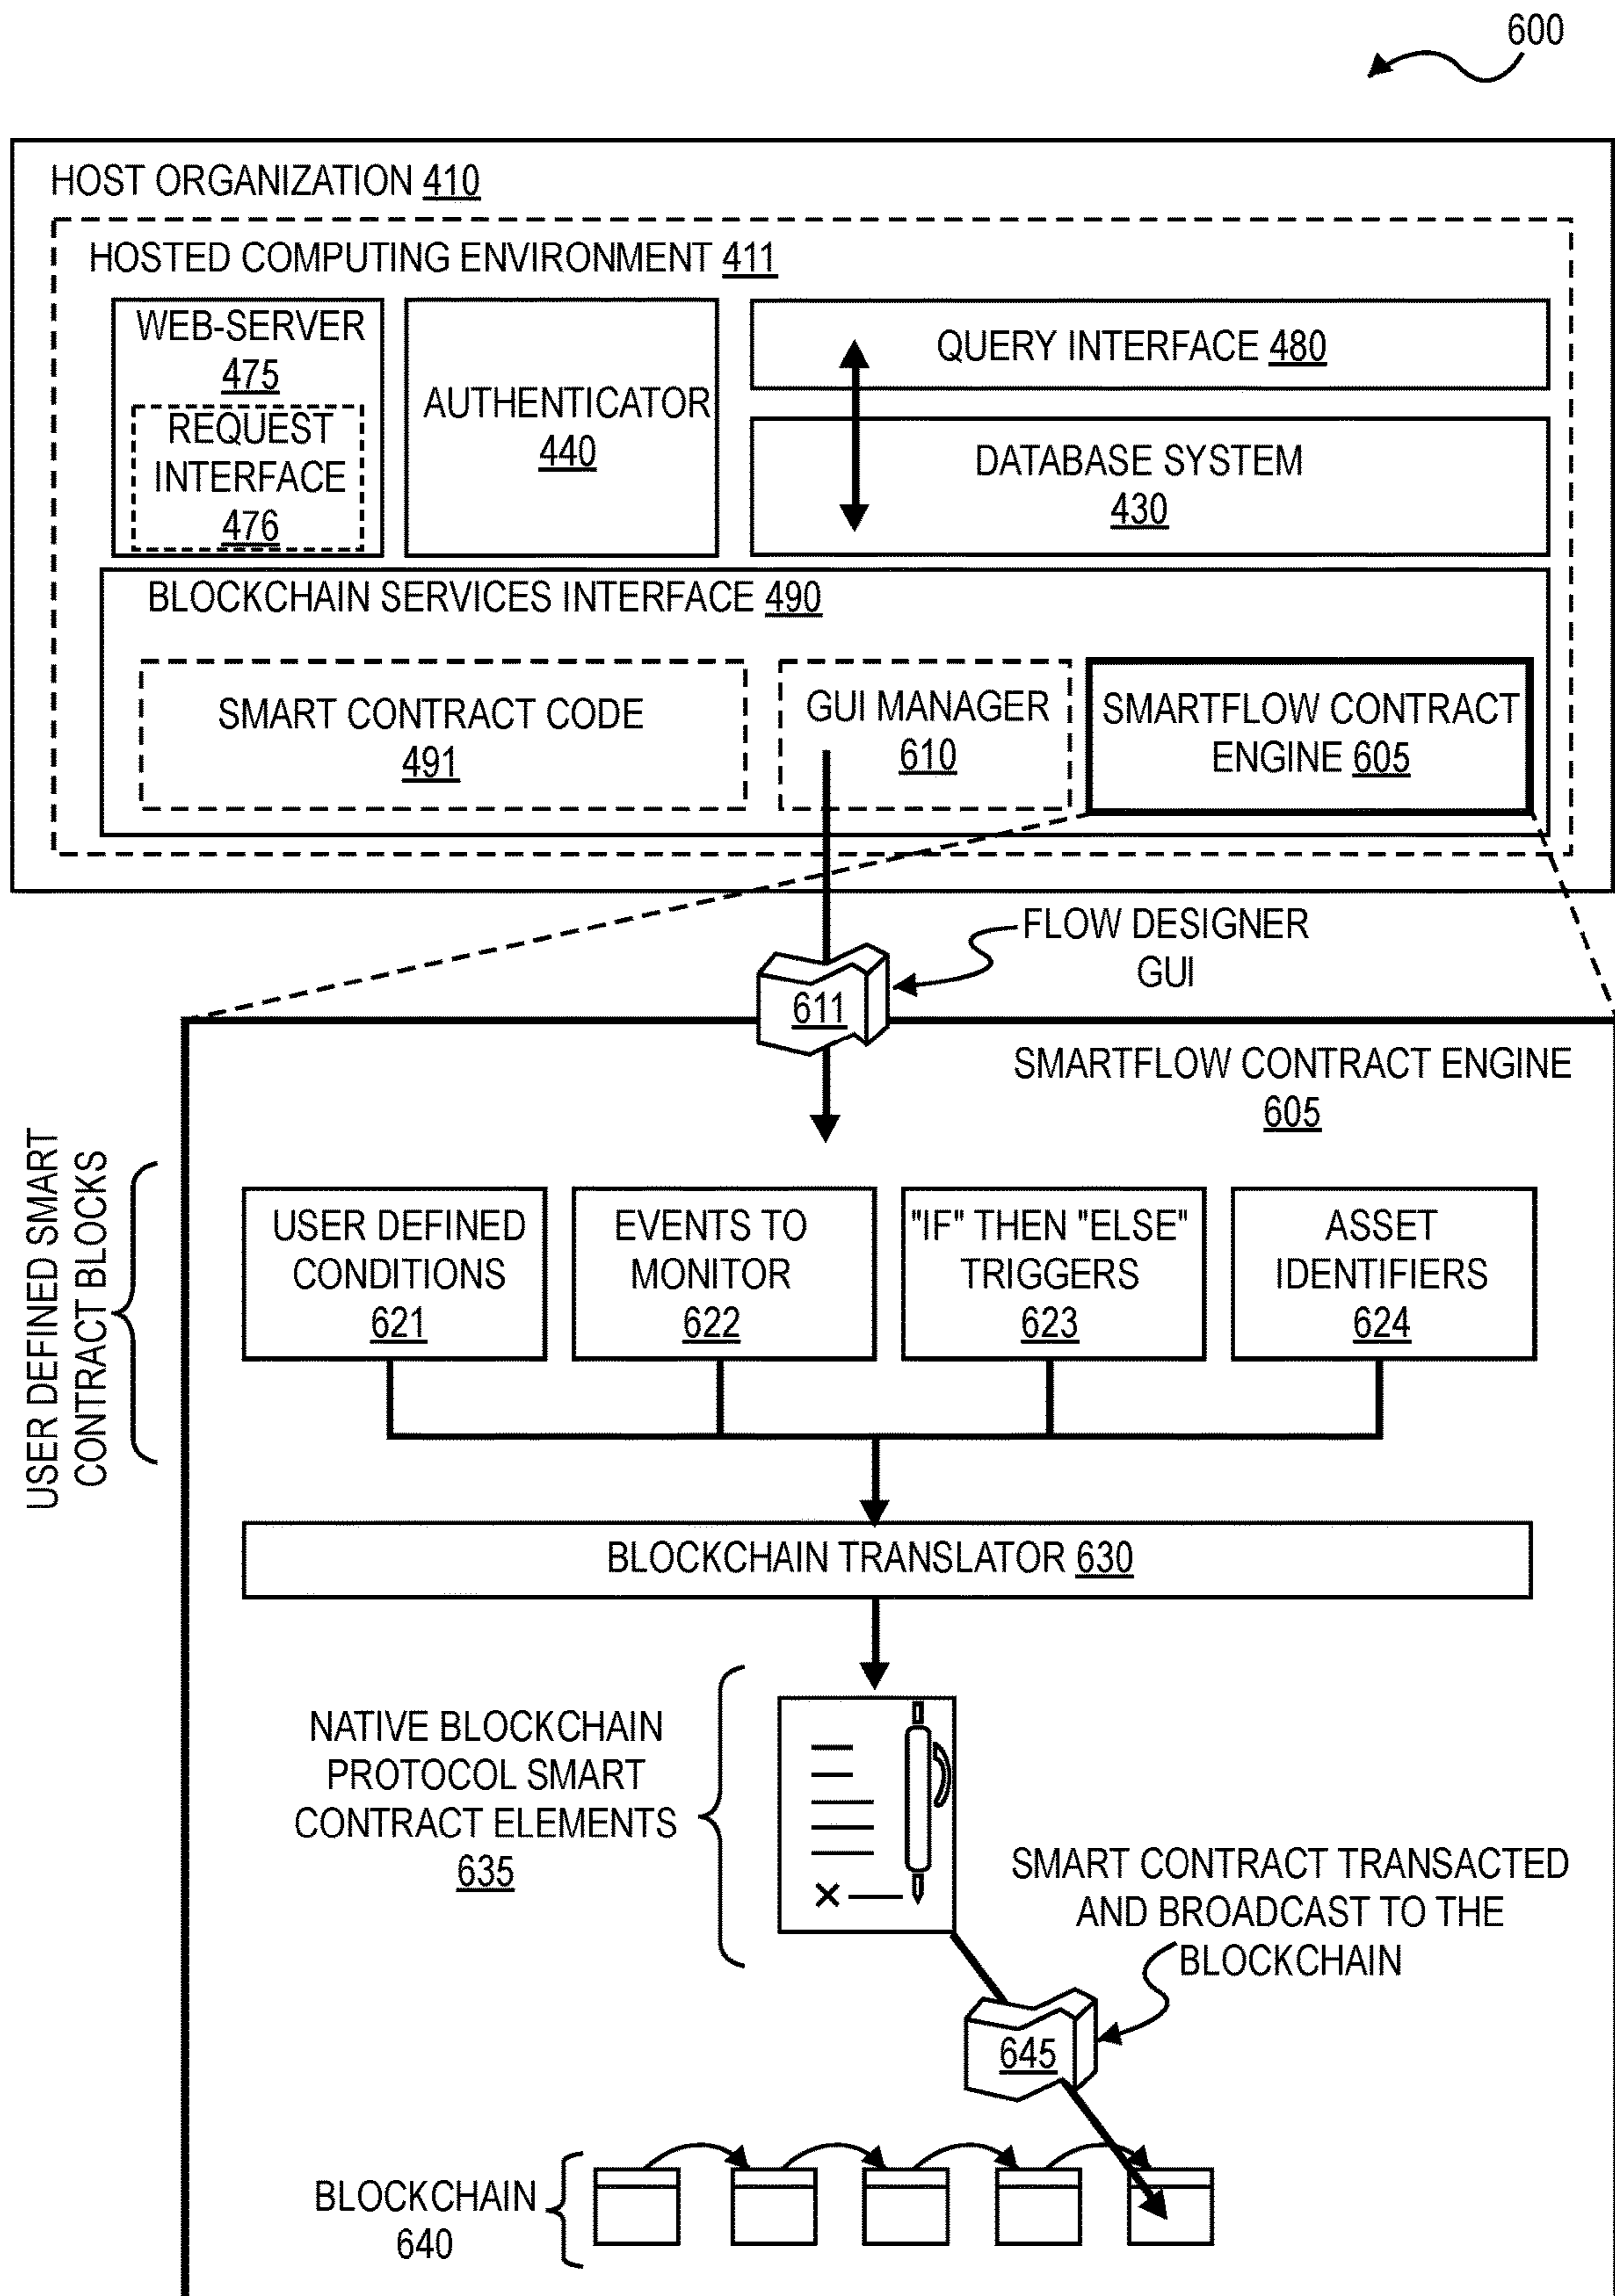 600
HOST ORGANIZATION 410
HOSTED COMPUTING ENVIRONMENT 411
WEB-SERVER
475
REQUEST
INTERFACE
476
AUTHENTICATOR
440
QUERY INTERFACE 480
DATABASE SYSTEM
430
BLOCKCHAIN SERVICES INTERFACE 490
SMART CONTRACT CODE
491
GUI MANAGER
610
SMARTFLOW CONTRACT
ENGINE 605
FLOW DESIGNER
GUI
611
SMARTFLOW CONTRACT ENGINE
605
USER DEFINED SMART
CONTRACT BLOCKS
USER DEFINED
CONDITIONS
621
EVENTS TO
MONITOR
622
"IF" THEN "ELSE"
TRIGGERS
623
ASSET
IDENTIFIERS
624
BLOCKCHAIN TRANSLATOR 630
NATIVE BLOCKCHAIN
PROTOCOL SMART
CONTRACT ELEMENTS
635
SMART CONTRACT TRANSACTED
AND BROADCAST TO THE
BLOCKCHAIN
645
BLOCKCHAIN
640